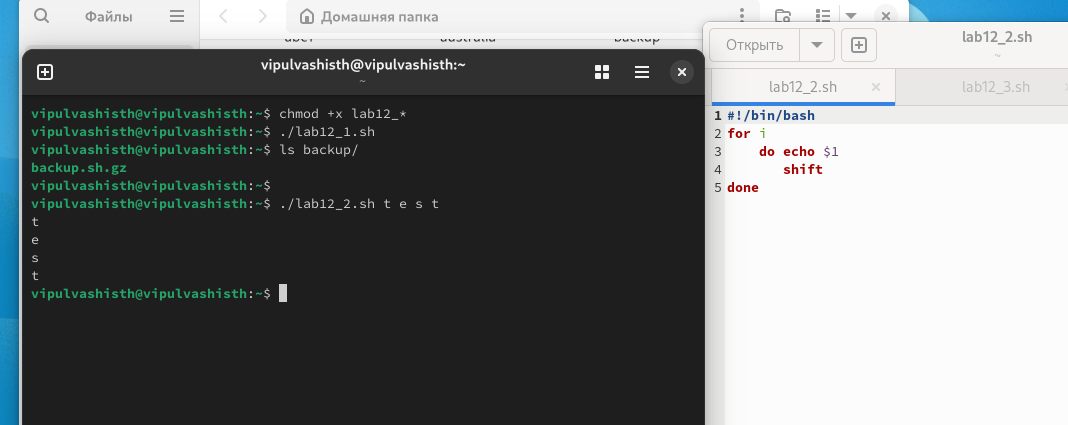 Файлы
Домашняя папка
australia
backup
vipulvashisth@vipulvashisth:~
~
vipulvashisth@vipulvashisth:~$ chmod +x lab12_*
vipulvashisth@vipulvashisth:~$ ./lab12_1.sh
vipulvashisth@vipulvashisth:~$ ls backup/
backup.sh.gz
vipulvashisth@vipulvashisth:~$
vipulvashisth@vipulvashisth:~$ ./lab12_2.sh t e s t
t
e
s
t
vipulvashisth@vipulvashisth:~$
Открыть
lab12_2.sh
~
lab12_2.sh
lab12_3.sh
1 #!/bin/bash
2 for i
3     do echo $1
4        shift
5 done